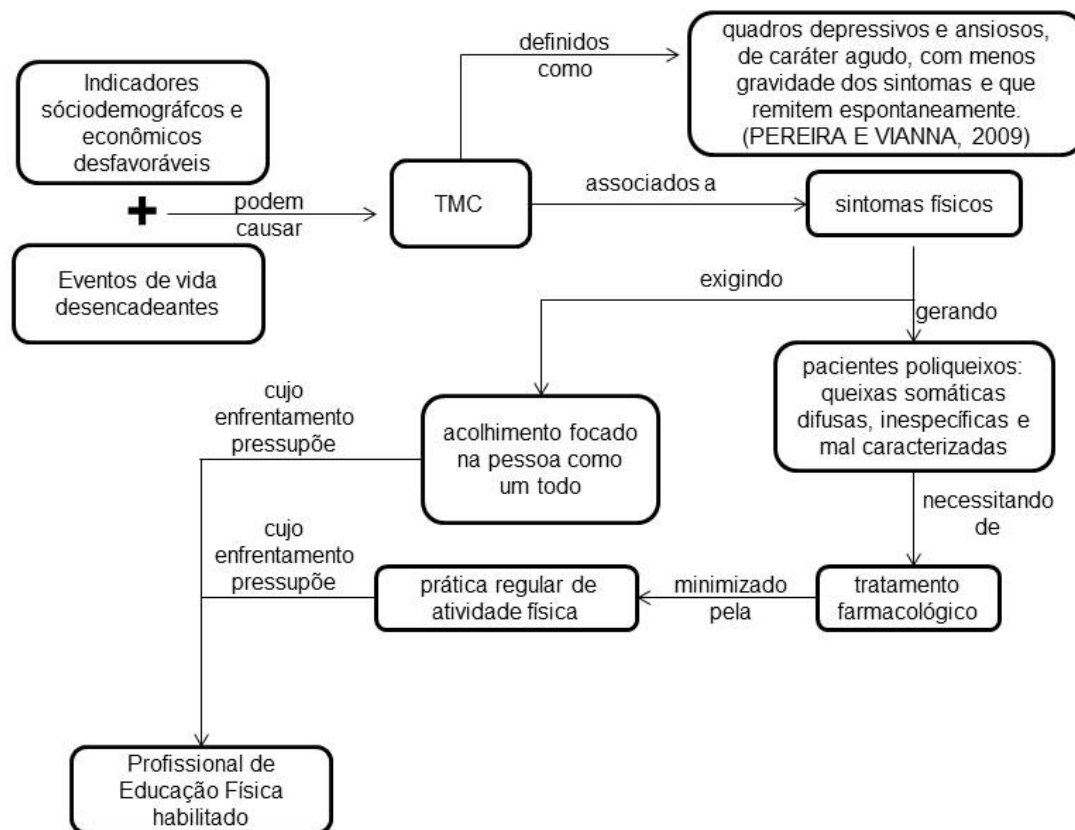 definidos
como
quadros depressivos e ansiosos,
de caráter agudo, com menos
gravidade dos sintomas e que
remitem espontaneamente.
(PEREIRA E VIANNA, 2009)
Indicadores
sóciodemográfcos e
econômicos
desfavoráveis
+
podem
causar
TMC
associados a
sintomas físicos
Eventos de vida
desencadeantes
exigindo
gerando
pacientes poliqueixos:
queixas somáticas
difusas, inespecíficas e
mal caracterizadas
cujo
enfrentamento
pressupõe
acolhimento focado
na pessoa como
um todo
necessitando
de
cujo
enfrentamento
pressupõe
prática regular de
atividade física
minimizado
pela
tratamento
farmacológico
Profissional de
Educação Física
habilitado